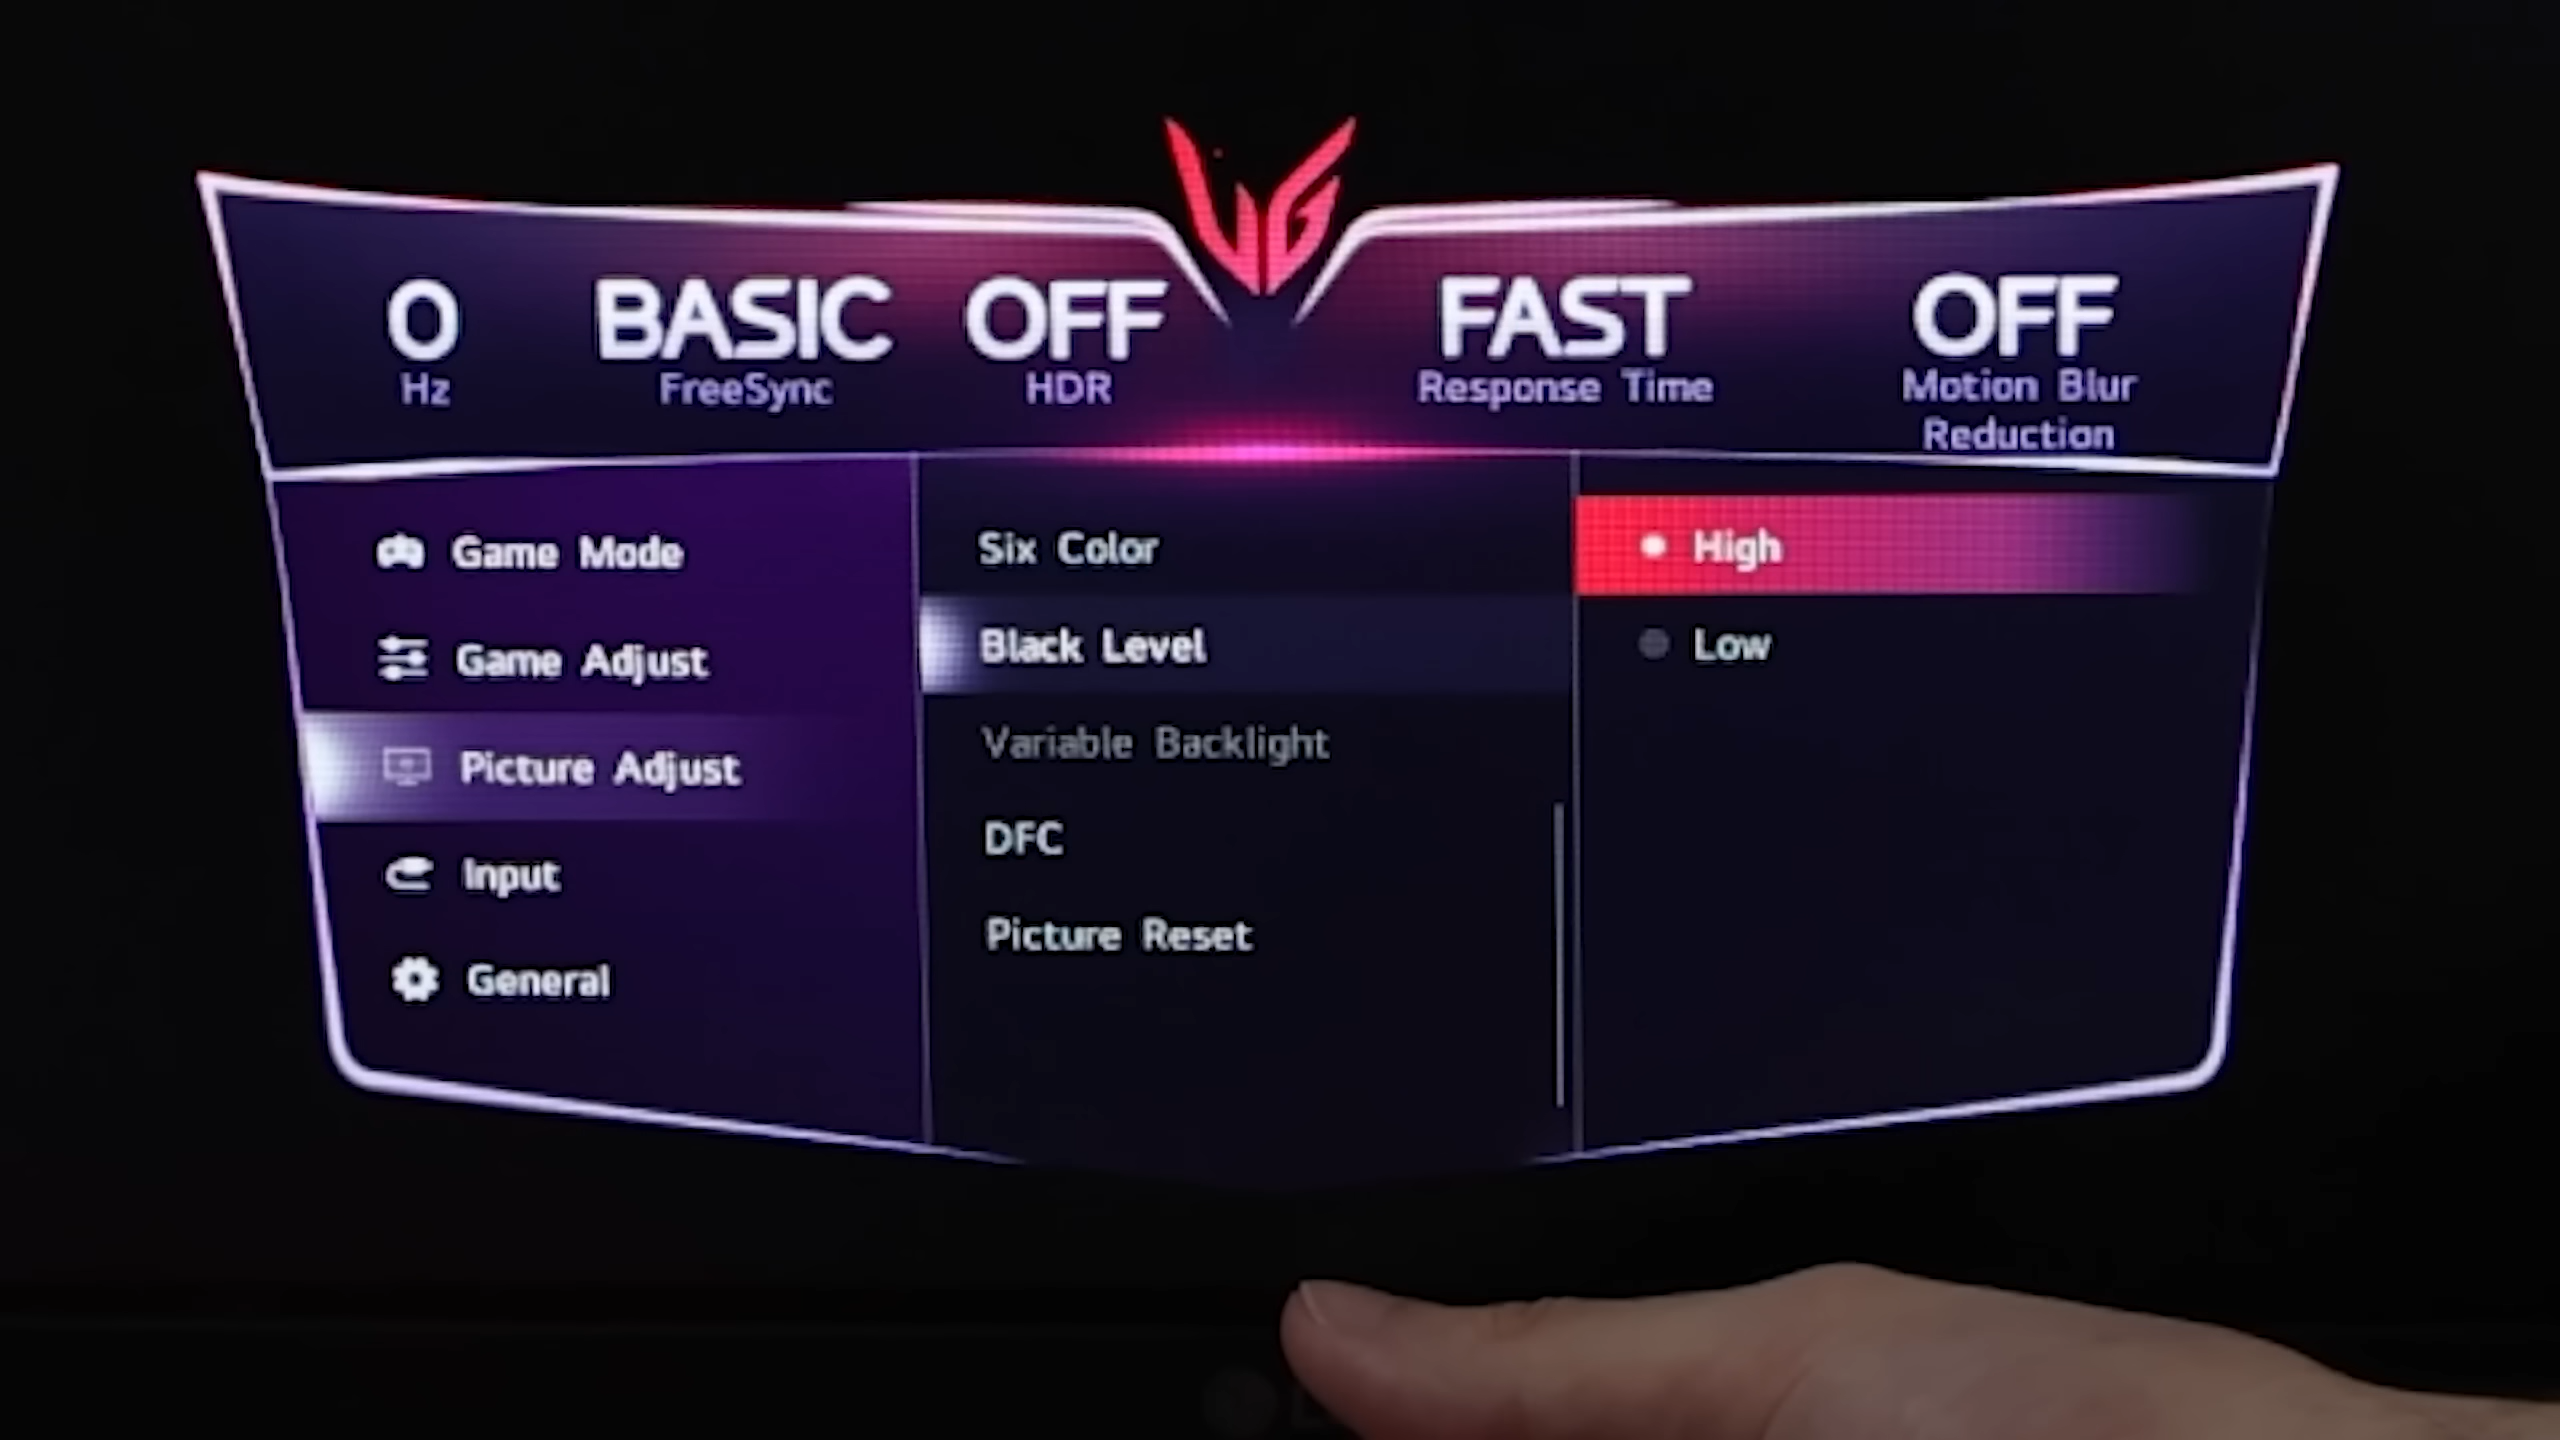 UG
0
Hz
BASIC
FreeSync
OFF
HDR
FAST
Response Time
OFF
Motion Blur
Reduction
Game Mode
Game Adjust
Picture Adjust
Input
General
Six Color
Black Level
Variable Backlight
DFC
Picture Reset
High
Low